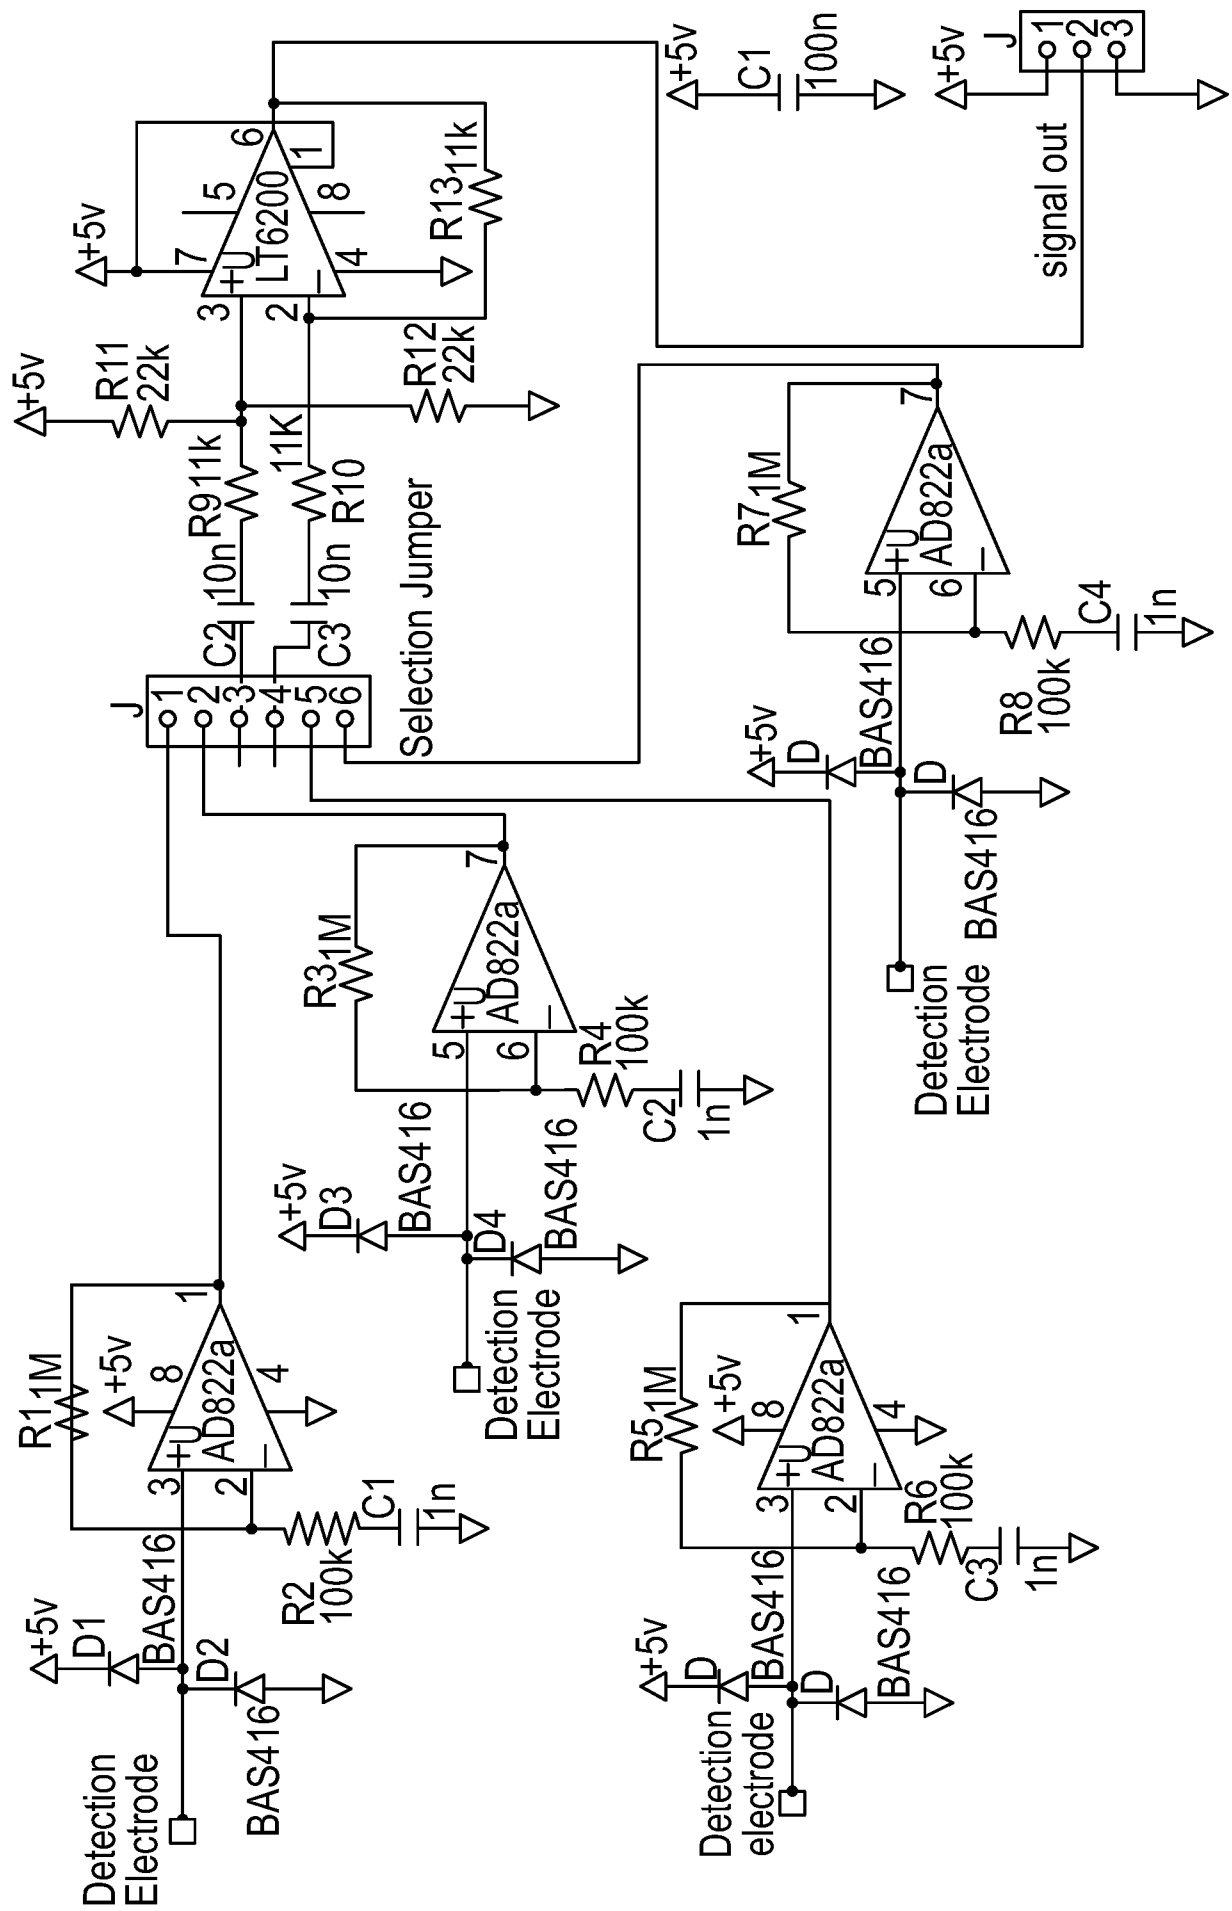 Detection
Electrode
+5v
D1
BAS416
D2
BAS416
R1 1M
+5v
8
3
+U
AD822a
1
2
−
4
R2
100k
C1
1n
Detection
Electrode
+5v
D3
BAS416
D4
BAS416
R3 1M
5
+U
AD822a
7
6
−
R4
100k
C2
1n
Detection
electrode
+5v
D
BAS416
D
BAS416
R5 1M
+5v
8
3
+U
AD822a
1
2
−
4
R6
100k
C3
1n
Detection
Electrode
+5v
D
BAS416
D
BAS416
R7 1M
5
+U
AD822a
7
6
−
R8
100k
C4
1n
J
1
2
3
4
5
6
Selection Jumper
C2 10n
C3 10n
R9 11k
11K
R10
+5v
R11
22k
R12
22k
+5v
7
5
6
3
+U
LT6200
1
2
−
4
8
R13 11k
+5v
C1
100n
+5v
J
1
2
3
signal out